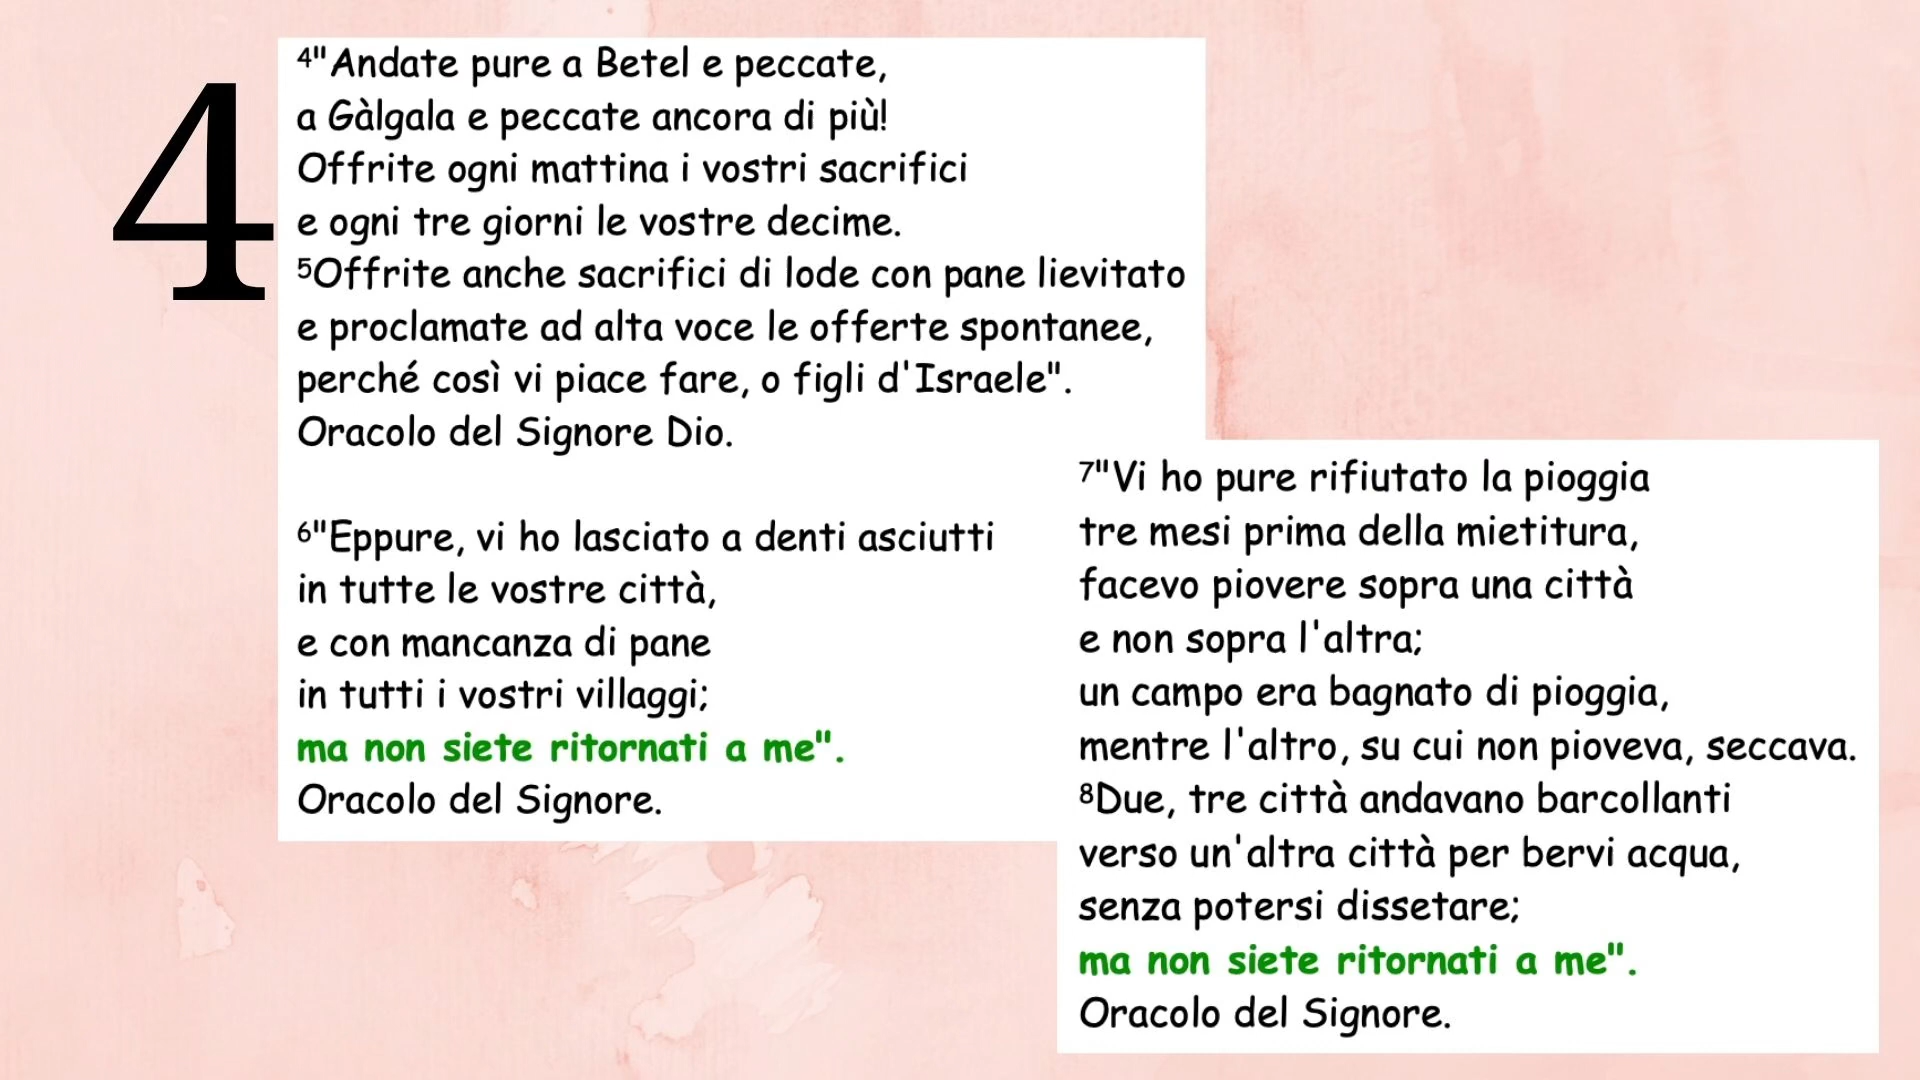 4
4"Andate pure a Betel e peccate,
a Gàlgala e peccate ancora di più!
Offrite ogni mattina i vostri sacrifici
e ogni tre giorni le vostre decime.
5Offrite anche sacrifici di lode con pane lievitato
e proclamate ad alta voce le offerte spontanee,
perché così vi piace fare, o figli d'Israele".
Oracolo del Signore Dio.
6"Eppure, vi ho lasciato a denti asciutti
in tutte le vostre città,
e con mancanza di pane
in tutti i vostri villaggi;
ma non siete ritornati a me".
Oracolo del Signore.
7"Vi ho pure rifiutato la pioggia
tre mesi prima della mietitura,
facevo piovere sopra una città
e non sopra l'altra;
un campo era bagnato di pioggia,
mentre l'altro, su cui non pioveva, seccava.
8Due, tre città andavano barcollanti
verso un'altra città per bervi acqua,
senza potersi dissetare;
ma non siete ritornati a me".
Oracolo del Signore.